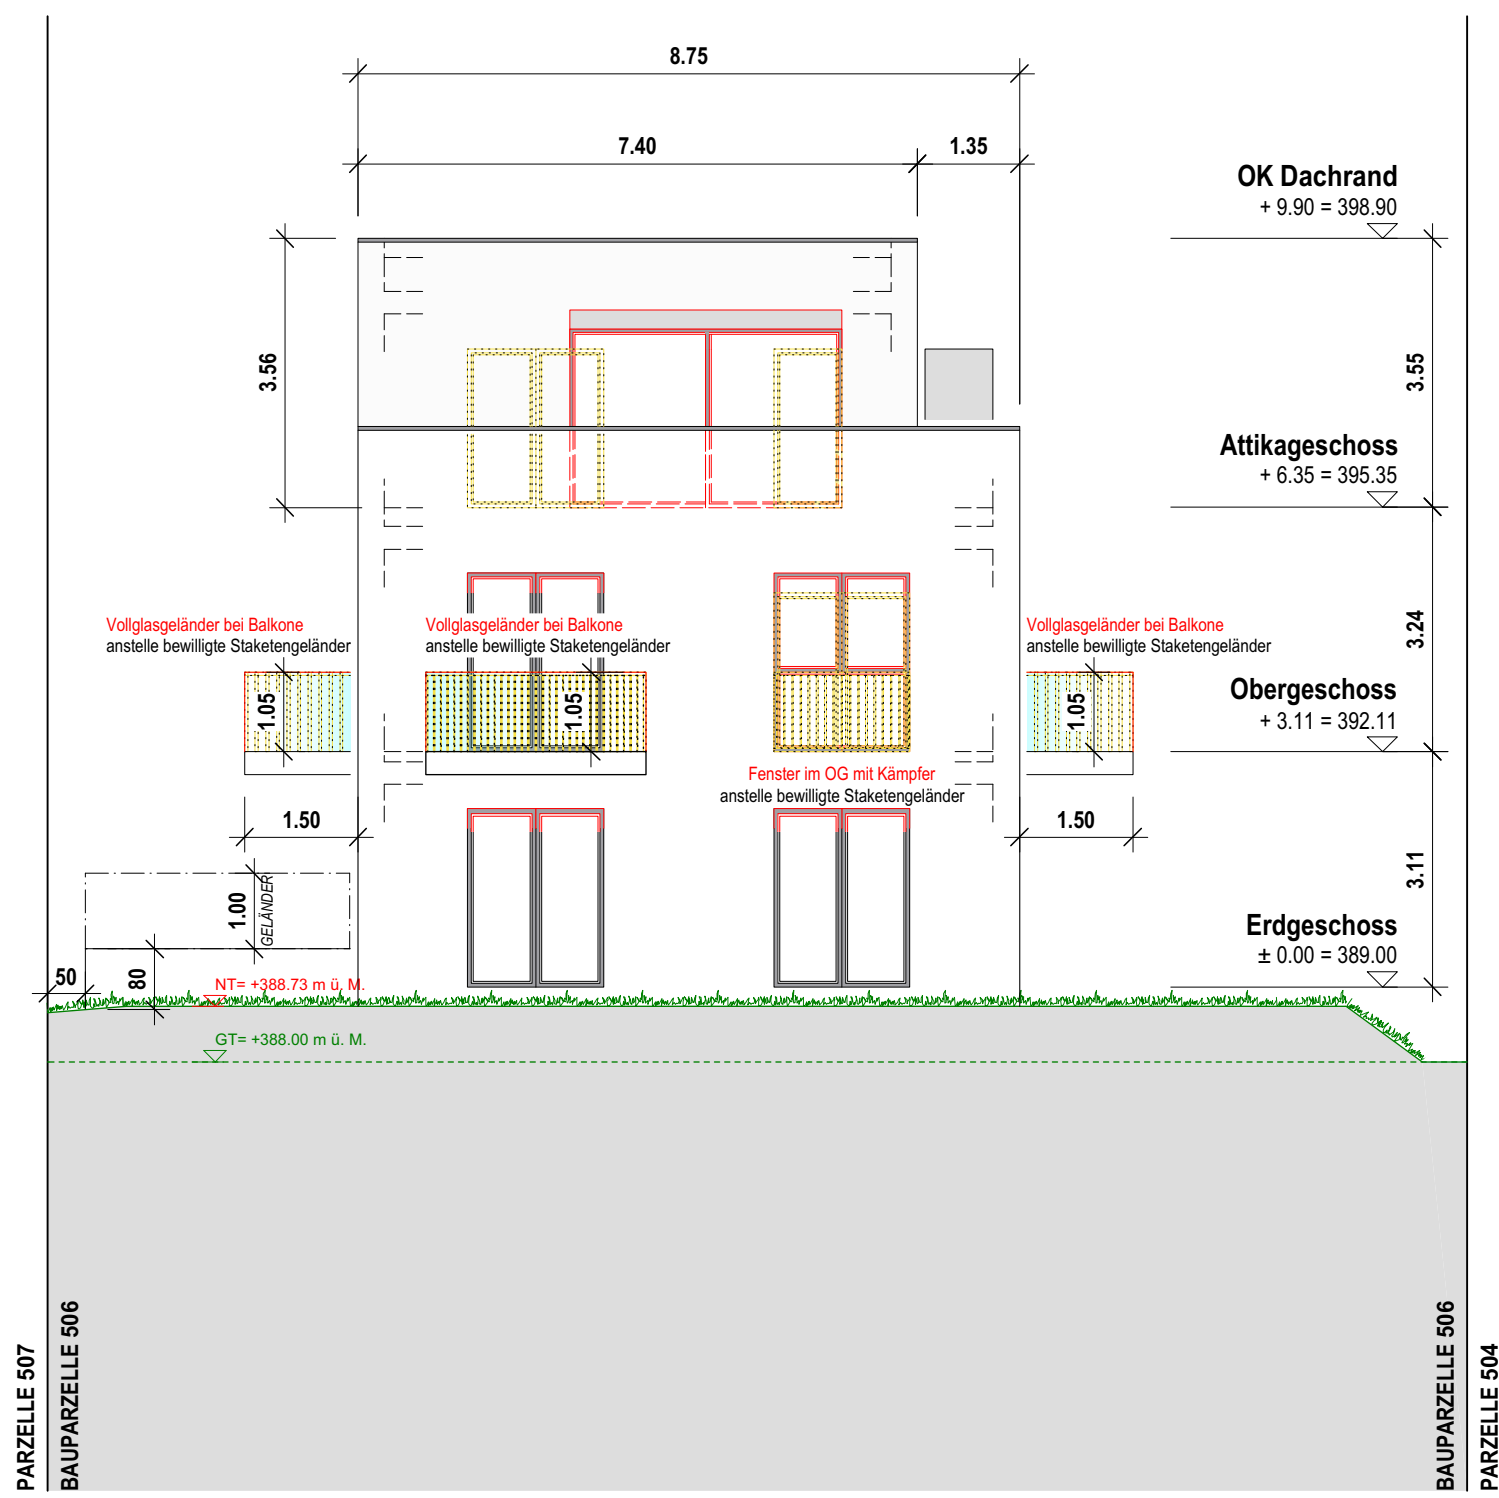 8.75
7.40
1.35
OK Dachrand
+ 9.90 = 398.90
3.56
3.55
Attikageschoss
+ 6.35 = 395.35
Vollglasgeländer bei Balkone
anstelle bewilligte Staketengeländer
Vollglasgeländer bei Balkone
anstelle bewilligte Staketengeländer
Vollglasgeländer bei Balkone
anstelle bewilligte Staketengeländer
3.24
1.05
1.05
1.05
Obergeschoss
+ 3.11 = 392.11
Fenster im OG mit Kämpfer
anstelle bewilligte Staketengeländer
1.50
1.50
3.11
1.00
GELÄNDER
Erdgeschoss
± 0.00 = 389.00
50
80
NT= +388.73 m ü. M.
GT= +388.00 m ü. M.
PARZELLE 507
BAUPARZELLE 506
BAUPARZELLE 506
PARZELLE 504